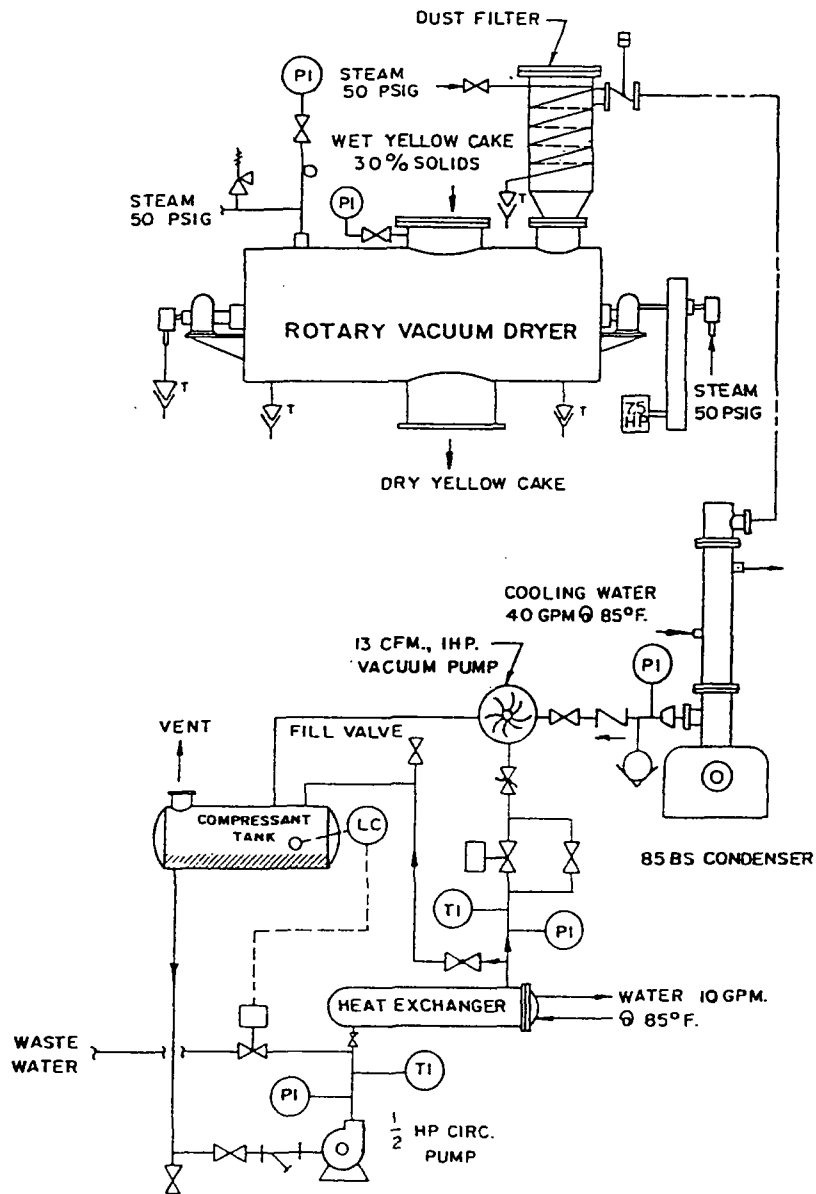 DUST FILTER
PI
STEAM
50 PSIG
WET YELLOW CAKE
30% SOLIDS
T
STEAM
50 PSIG
PI
ROTARY VACUUM DRYER
T
T
T
7.5
HP
STEAM
50 PSIG
DRY YELLOW CAKE
COOLING WATER
40 GPM @ 85°F.
13 CFM., 1HP.
VACUUM PUMP
PI
VENT
FILL VALVE
COMPRESSANT
TANK
LC
85 BS CONDENSER
TI
PI
HEAT EXCHANGER
WATER 10 GPM.
@ 85°F.
WASTE
WATER
TI
PI
1/2 HP CIRC.
PUMP